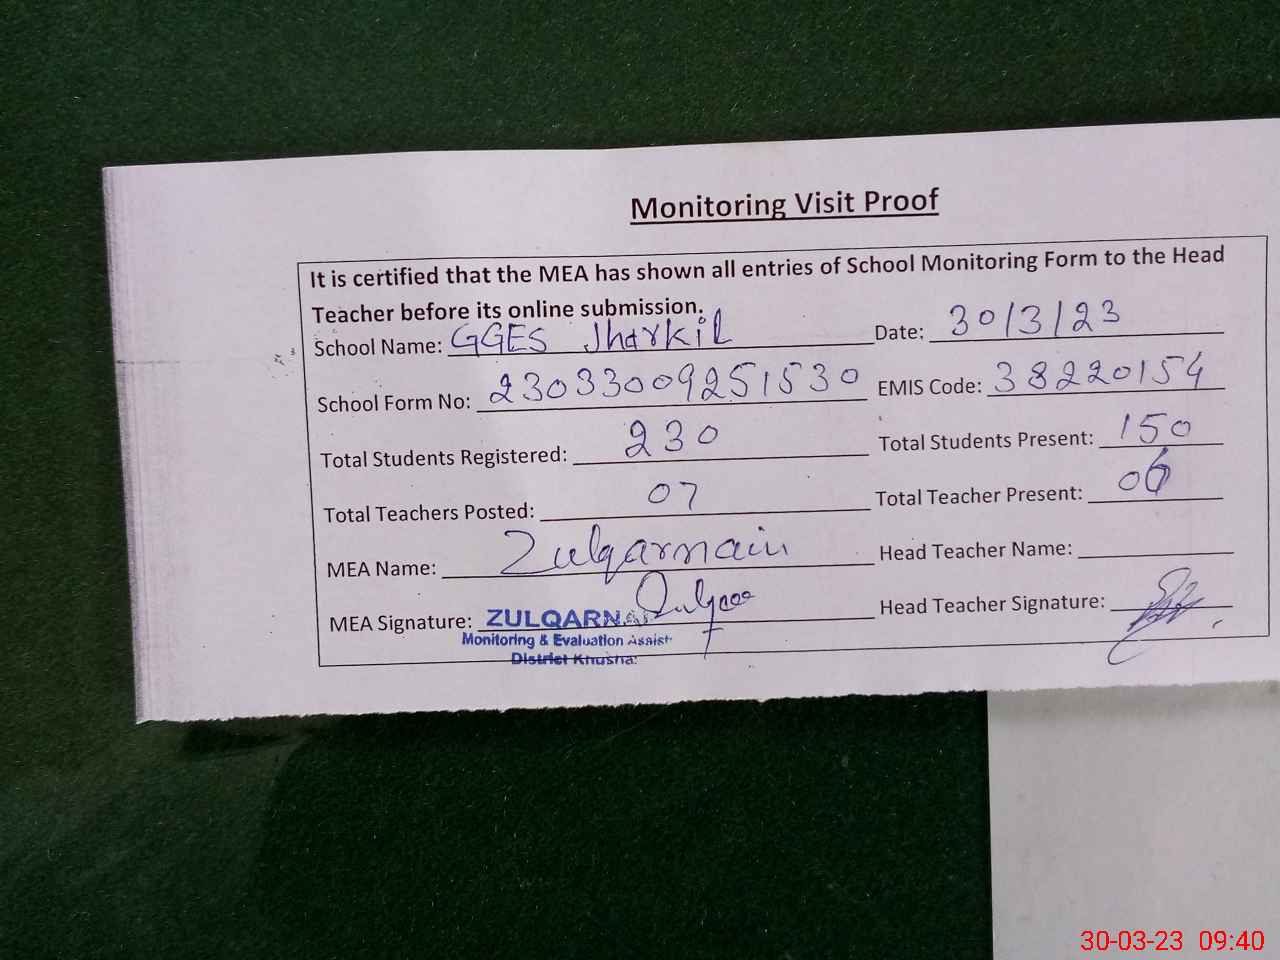 Monitoring Visit Proof
It is certified that the MEA has shown all entries of School Monitoring Form to the Head
Teacher before its online submission.
School Name: GGES Jharkil Date: 30/3/23
School Form No: 23033009251530 EMIS Code: 38220154
Total Students Registered: 230 Total Students Present: 150
Total Teachers Posted: 07 Total Teacher Present: 06
MEA Name: Zulqarnain Head Teacher Name:
MEA Signature: Head Teacher Signature:
Monitoring & Evaluation Assist
District
30-03-23 09:40